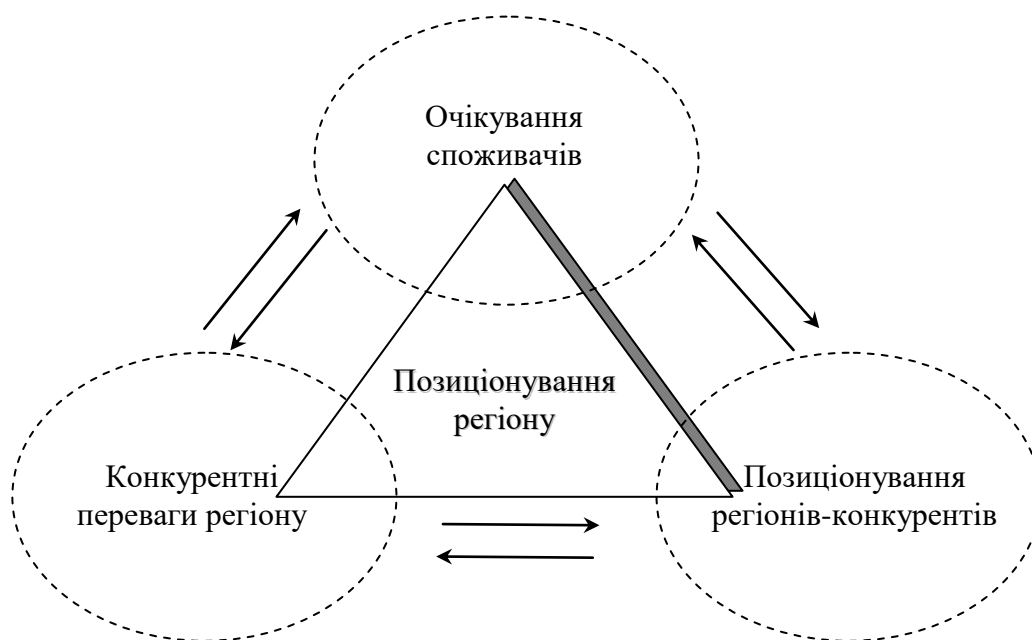 Очікування
споживачів
Позиціонування
регіону
Конкурентні
переваги регіону
Позиціонування
регіонів-конкурентів